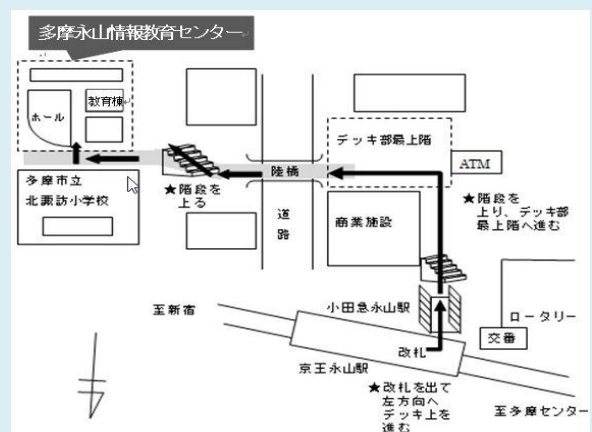 多摩永山情報教育センター
ホール
教育棟
多摩市立
北諏訪小学校
★階段を
上る
陸橋
道
路
デッキ部最上階
ATM
★階段を
上り、デッキ部
最上階へ進む
商業施設
小田急永山駅
ロータリー
交番
至新宿
改札
京王永山駅
★改札を出て
左方向へ
デッキ上を
進む
至多摩センター